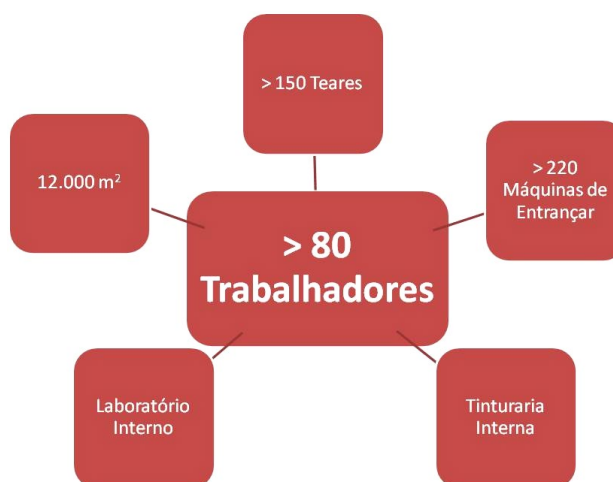 > 150 Teares
12.000 m²
> 220
Máquinas de
Entrançar
> 80
Trabalhadores
Laboratório
Interno
Tinturaria
Interna